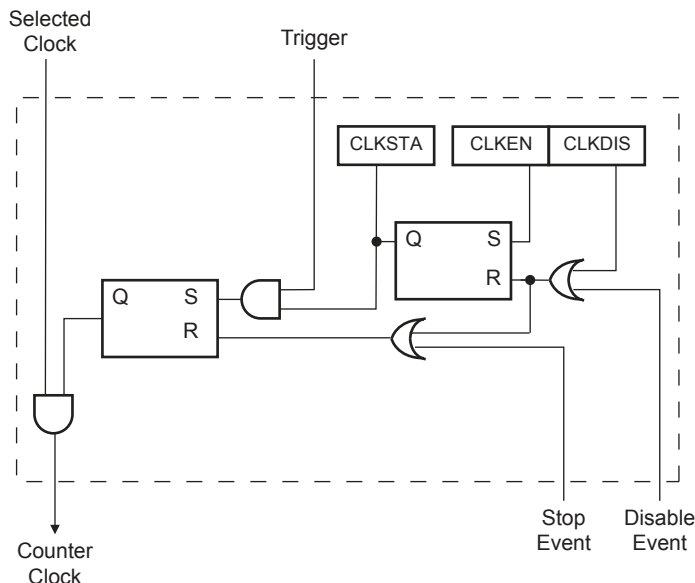 Selected
Clock
Trigger
CLKSTA
CLKEN
CLKDIS
Q
S
R
Q
S
R
Stop
Event
Disable
Event
Counter
Clock